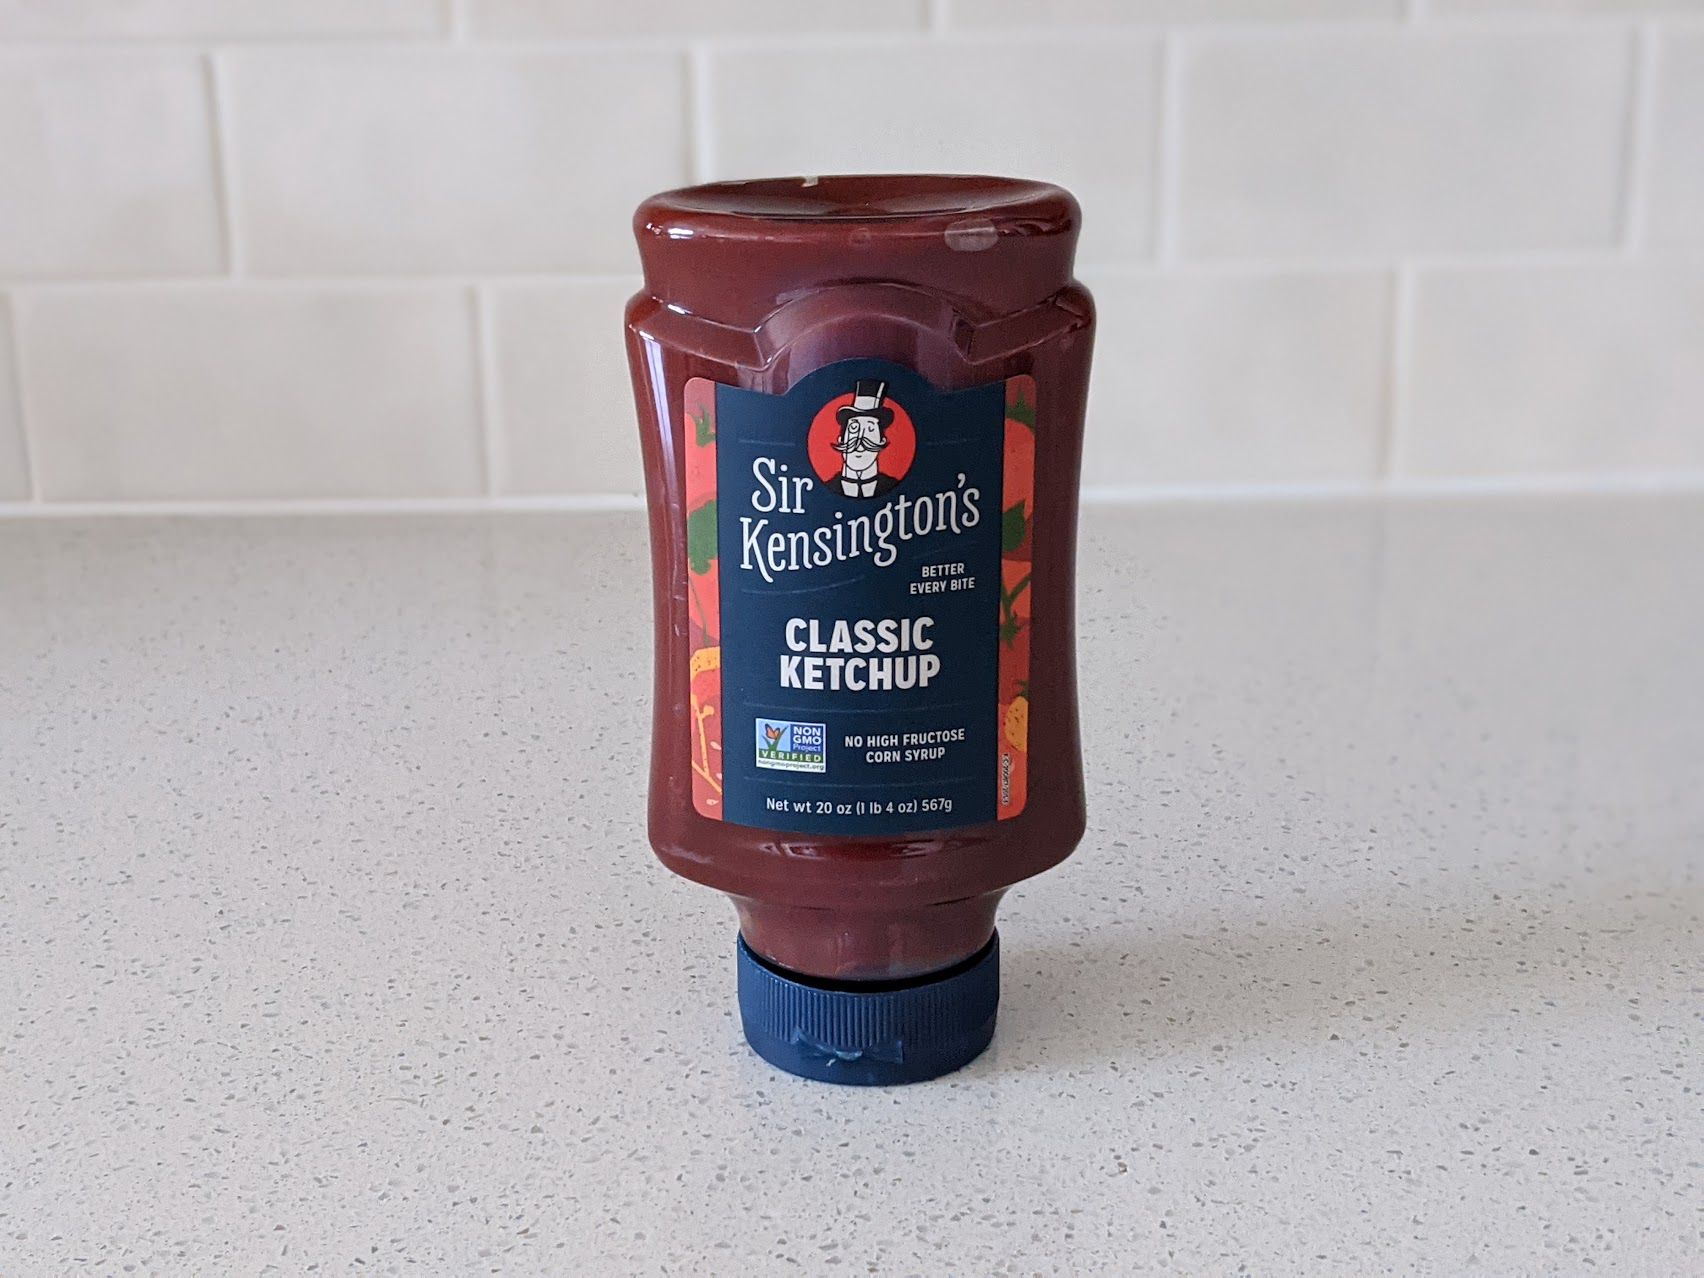 Sir
Kensington's
BETTER
EVERY BITE
CLASSIC
KETCHUP
NON
GMO
Project
VERIFIED
nongmoproject.org
NO HIGH FRUCTOSE
CORN SYRUP
Net wt 20 oz (1 lb 4 oz) 567g